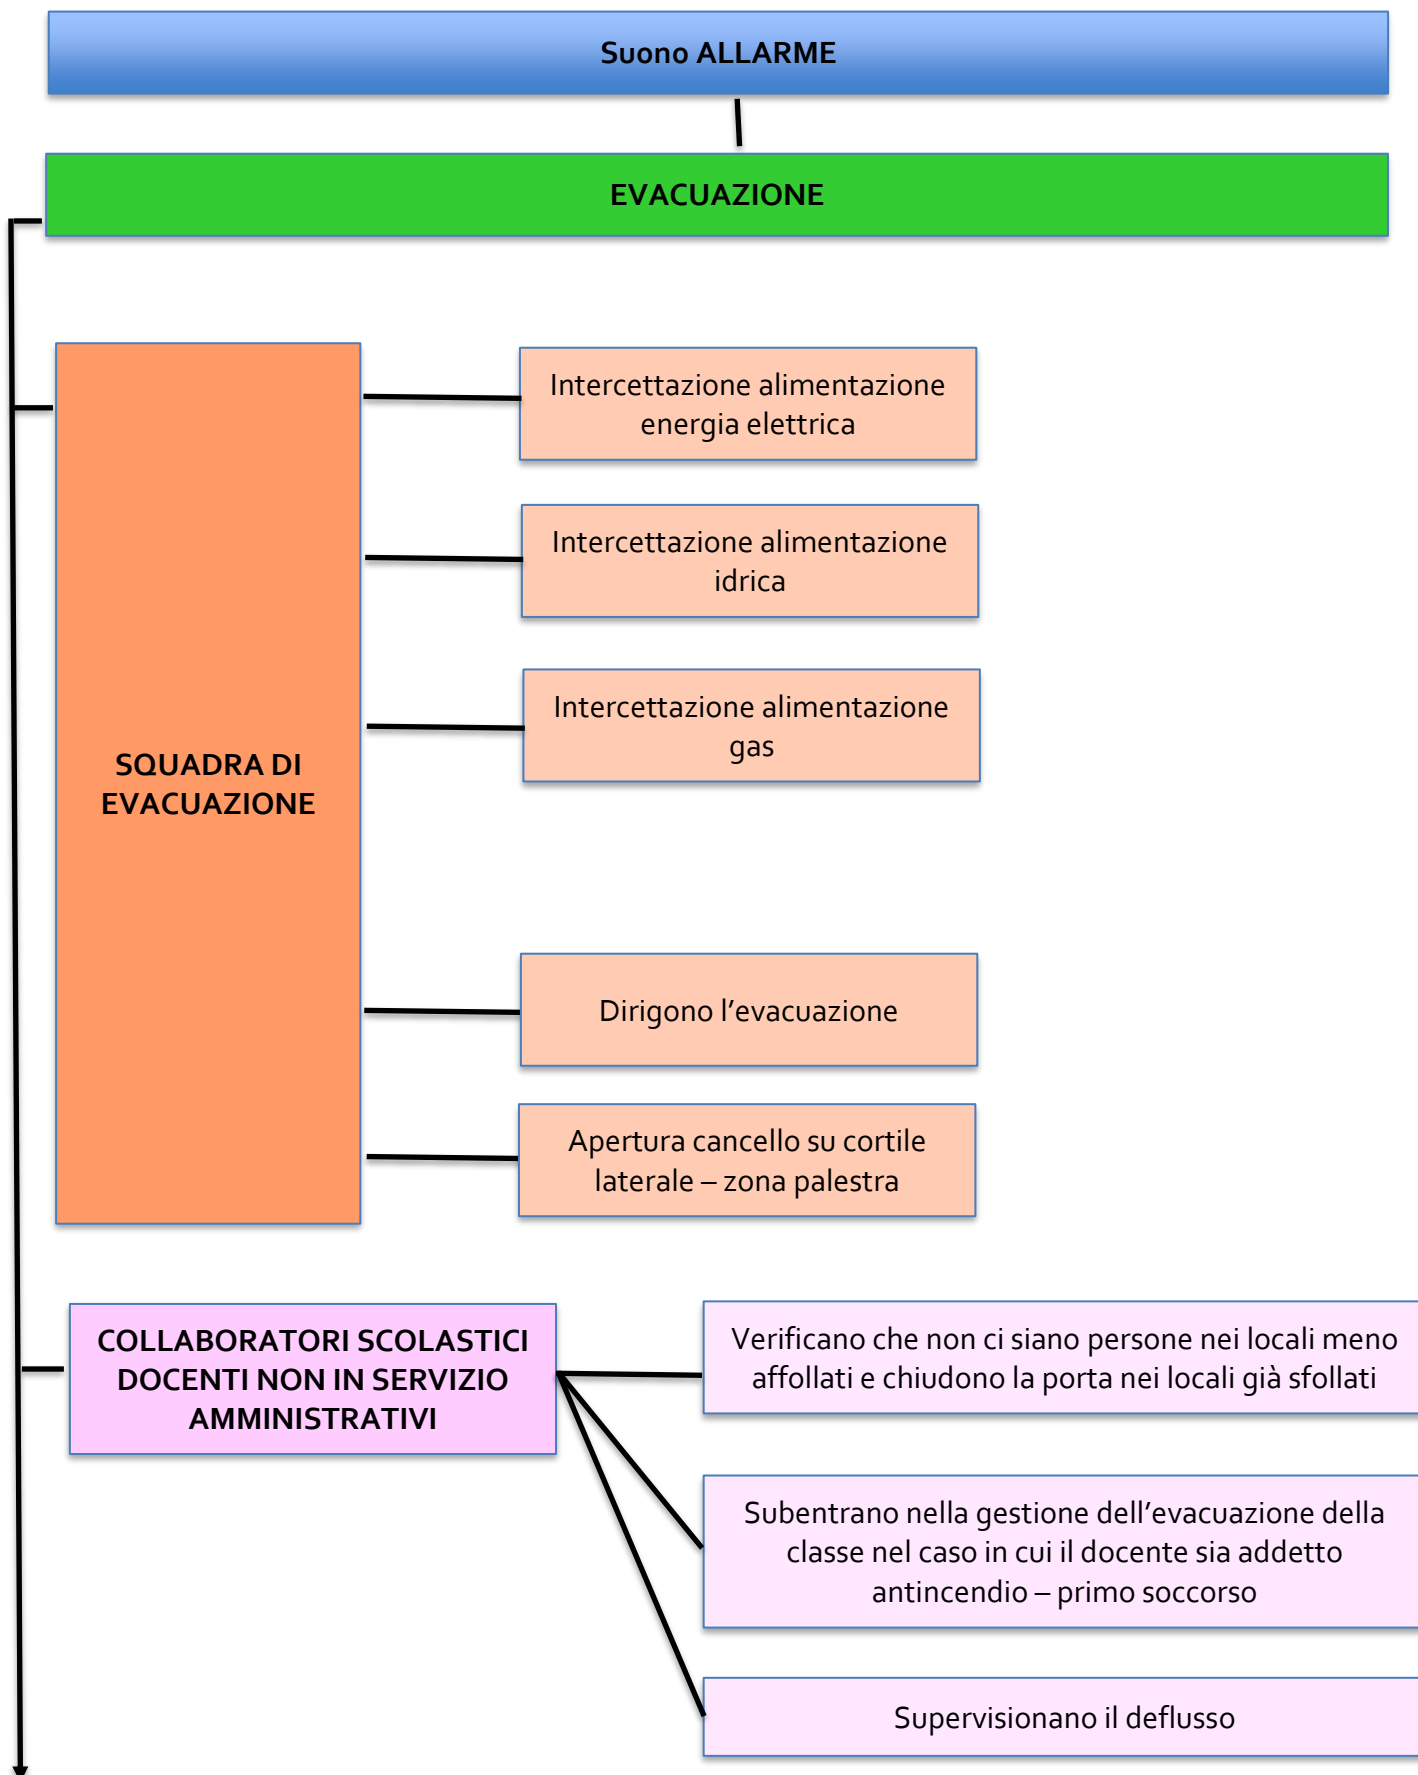 Suono ALLARME
EVACUAZIONE
Intercettazione alimentazione
energia elettrica
Intercettazione alimentazione
idrica
Intercettazione alimentazione
gas
SQUADRA DI
EVACUAZIONE
Dirigono l’evacuazione
Apertura cancello su cortile
laterale – zona palestra
COLLABORATORI SCOLASTICI
DOCENTI NON IN SERVIZIO
AMMINISTRATIVI
Verificano che non ci siano persone nei locali meno
affollati e chiudono la porta nei locali già sfollati
Subentrano nella gestione dell’evacuazione della
classe nel caso in cui il docente sia addetto
antincendio – primo soccorso
Supervisionano il deflusso